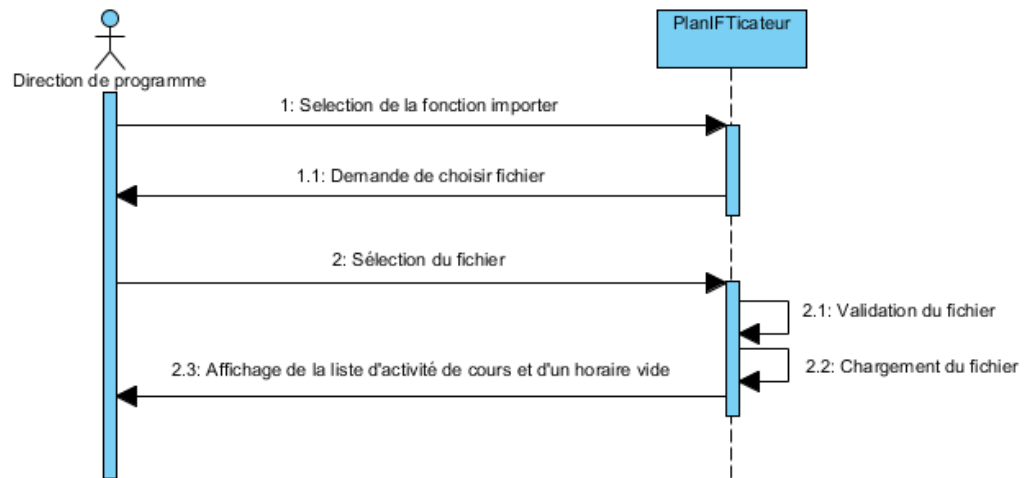 PlanIFTicateur
Direction de programme
1: Selection de la fonction importer
1.1: Demande de choisir fichier
2: Sélection du fichier
2.1: Validation du fichier
2.2: Chargement du fichier
2.3: Affichage de la liste d'activité de cours et d'un horaire vide